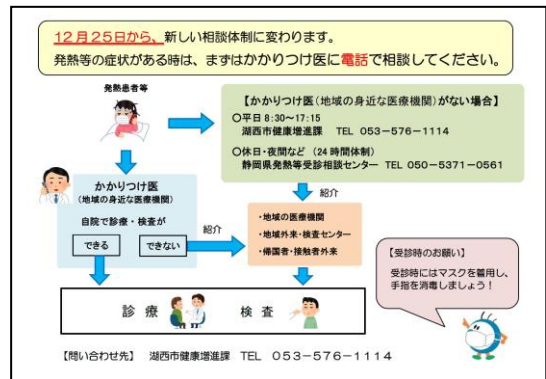 12月25日から、新しい相談体制に変わります。
発熱等の症状がある時は、まずはかかりつけ医に電話で相談してください。
発熱患者等
【かかりつけ医（地域の身近な医療機関）がない場合】
○平日 8:30～17:15
湖西市健康増進課 TEL 053－576－1114
○休日・夜間など（24時間体制）
静岡県発熱等受診相談センター TEL 050－5371－0561
かかりつけ医
（地域の身近な医療機関）
自院で診療・検査が
できる
できない
紹介
紹介
・地域の医療機関
・地域外来・検査センター
・帰国者・接触者外来
【受診時のお願い】
受診時にはマスクを着用し、
手指を消毒しましょう！
診療 検査
【問い合わせ先】 湖西市健康増進課 TEL 053－576－1114